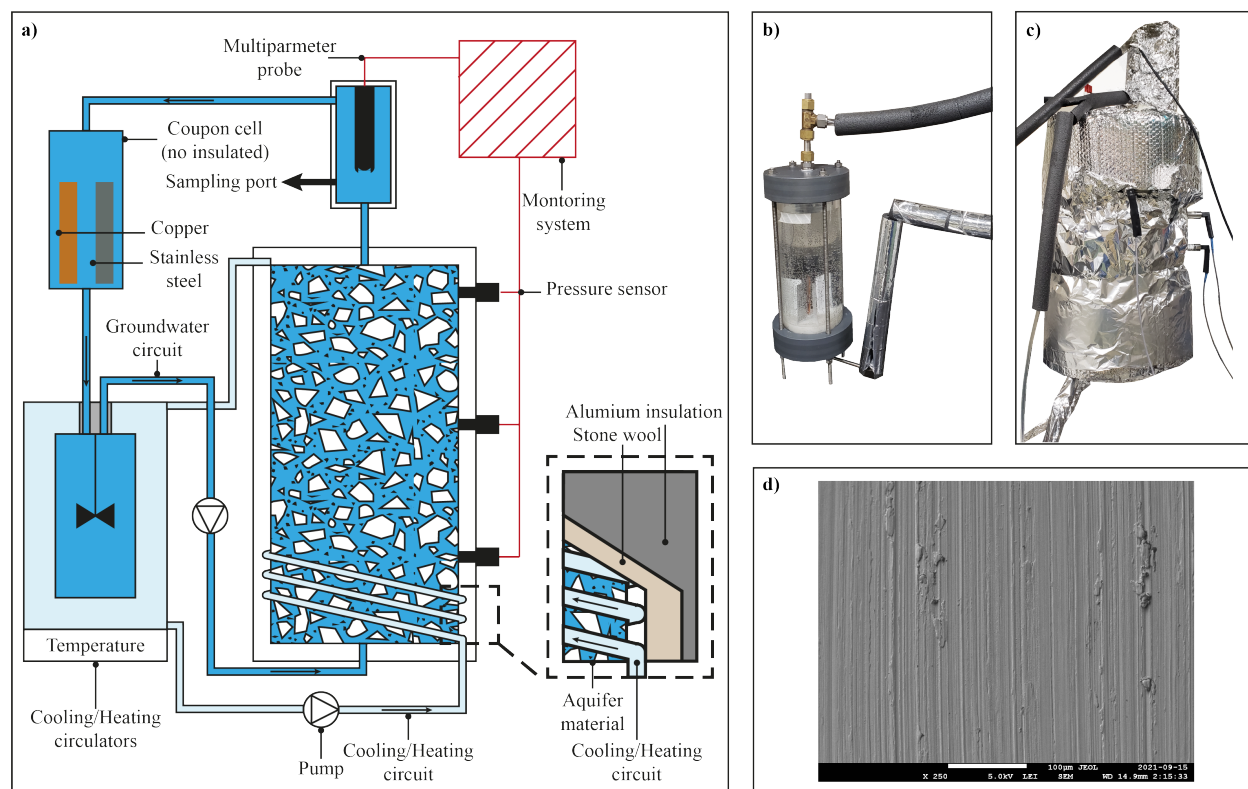 a)
Multiparmeter
probe
Coupon cell
(no insulated)
Sampling port
Copper
Stainless
steel
Montoring
system
Pressure sensor
Groundwater
circuit
Alumium insulation
Stone wool
Temperature
Cooling/Heating
circulators
Pump
Cooling/Heating
circuit
Aquifer
material
Cooling/Heating
circuit
b)
c)
d)
100µm JEOL 2021-09-15
X 250 5.0kV LEI SEM WD 14.9mm 2:15:33